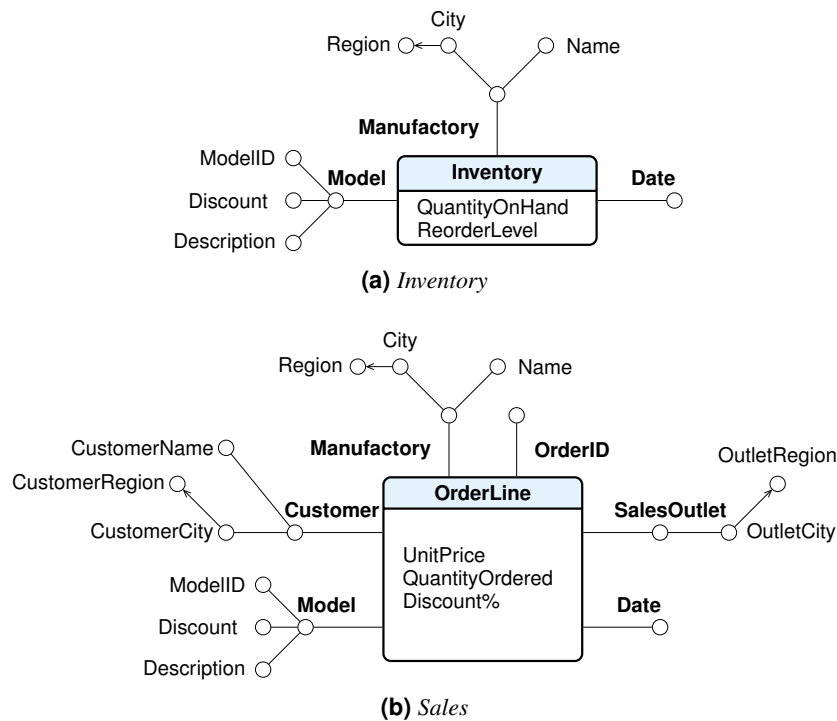 City
Region
Name
Manufactory
ModelID
Model
Inventory
Date
Discount
QuantityOnHand
Description
ReorderLevel
(a) Inventory
City
Region
Name
Manufactory
OrderID
CustomerName
OutletRegion
CustomerRegion
OrderLine
Customer
SalesOutlet
CustomerCity
OutletCity
UnitPrice
QuantityOrdered
ModelID
Discount%
Model
Date
Discount
Description
(b) Sales